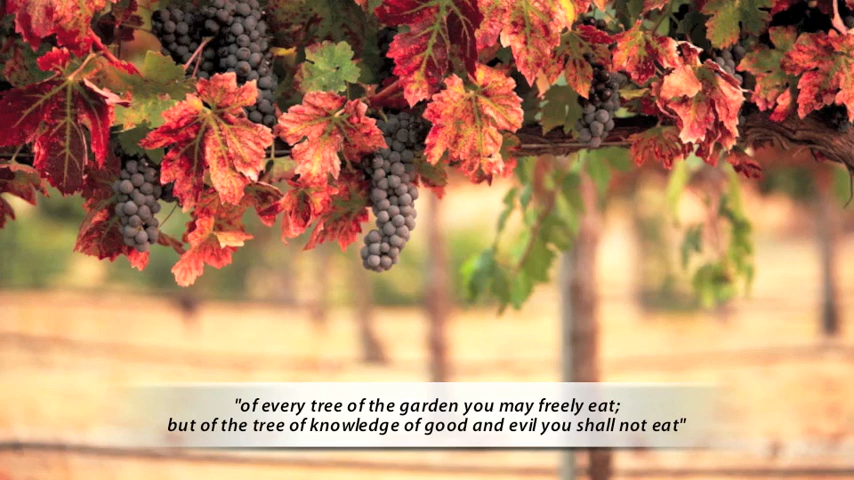 "of every tree of the garden you may freely eat;
but of the tree of knowledge of good and evil you shall not eat"